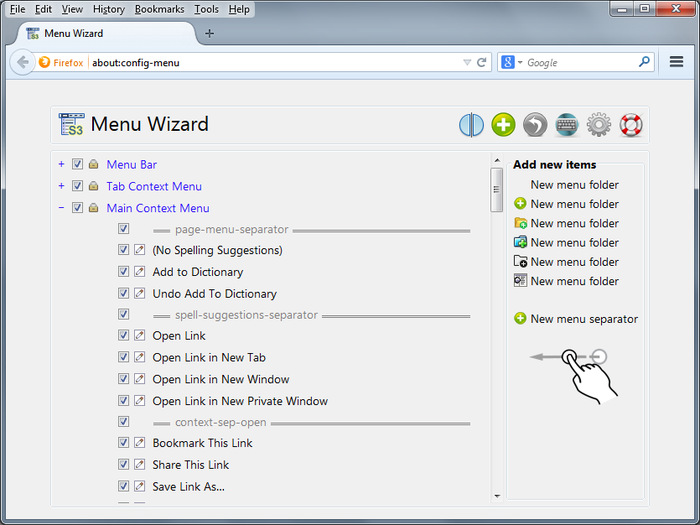 File Edit View History Bookmarks Tools Help
S3 Menu Wizard
Firefox about:config-menu Google
S3 Menu Wizard
Menu Bar
Tab Context Menu
Main Context Menu
page-menu-separator
(No Spelling Suggestions)
Add to Dictionary
Undo Add To Dictionary
spell-suggestions-separator
Open Link
Open Link in New Tab
Open Link in New Window
Open Link in New Private Window
context-sep-open
Bookmark This Link
Share This Link
Save Link As...
Add new items
New menu folder
New menu folder
New menu folder
New menu folder
New menu folder
New menu folder
New menu separator